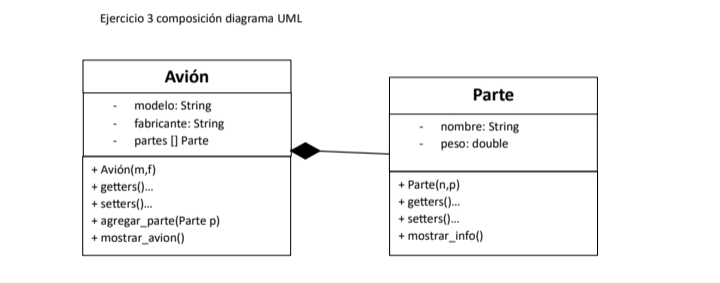 Ejercicio 3 composición diagrama UML
Avión
- modelo: String
- fabricante: String
- partes [] Parte
+ Avión(m,f)
+ getters()...
+ setters()...
+ agregar_parte(Parte p)
+ mostrar_avion()
Parte
- nombre: String
- peso: double
+ Parte(n,p)
+ getters()...
+ setters()...
+ mostrar_info()